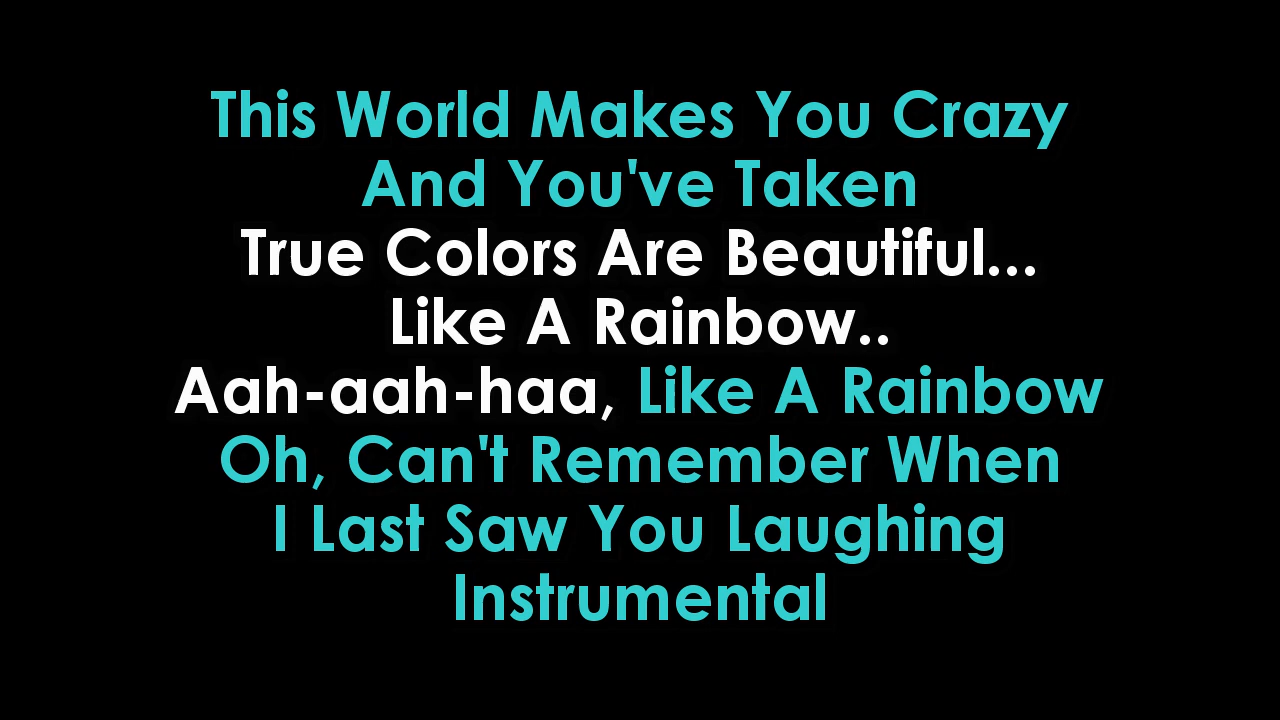 This World Makes You Crazy
And You've Taken
True Colors Are Beautiful...
Like A Rainbow..
Aah-aah-haa, Like A Rainbow
Oh, Can't Remember When
I Last Saw You Laughing
Instrumental